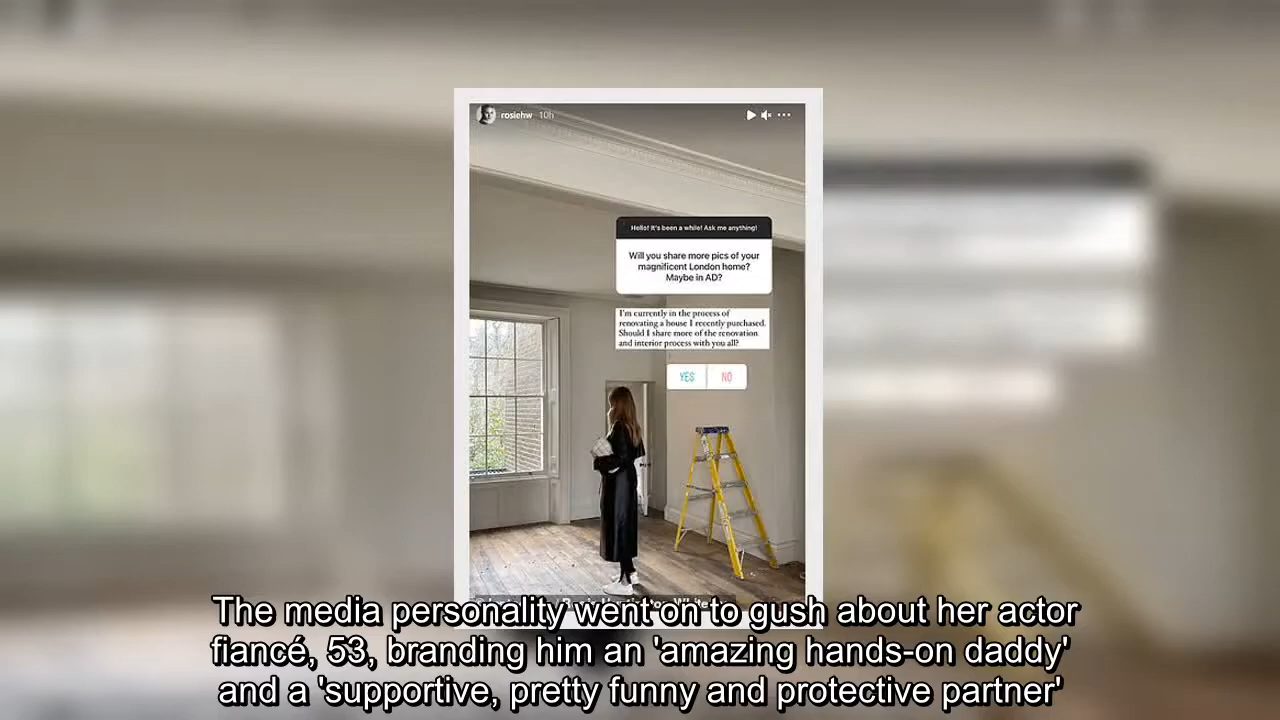 rosiehw 10h
Hello! It's been a while! Ask me anything!
Will you share more pics of your
magnificent London home?
Maybe in AD?
I'm currently in the process of
renovating a house I recently purchased.
Should I share more of the renovation
and interior process with you all?
YES NO
The media personality went on to gush about her actor
fiancé, 53, branding him an 'amazing hands-on daddy'
and a 'supportive, pretty funny and protective partner'